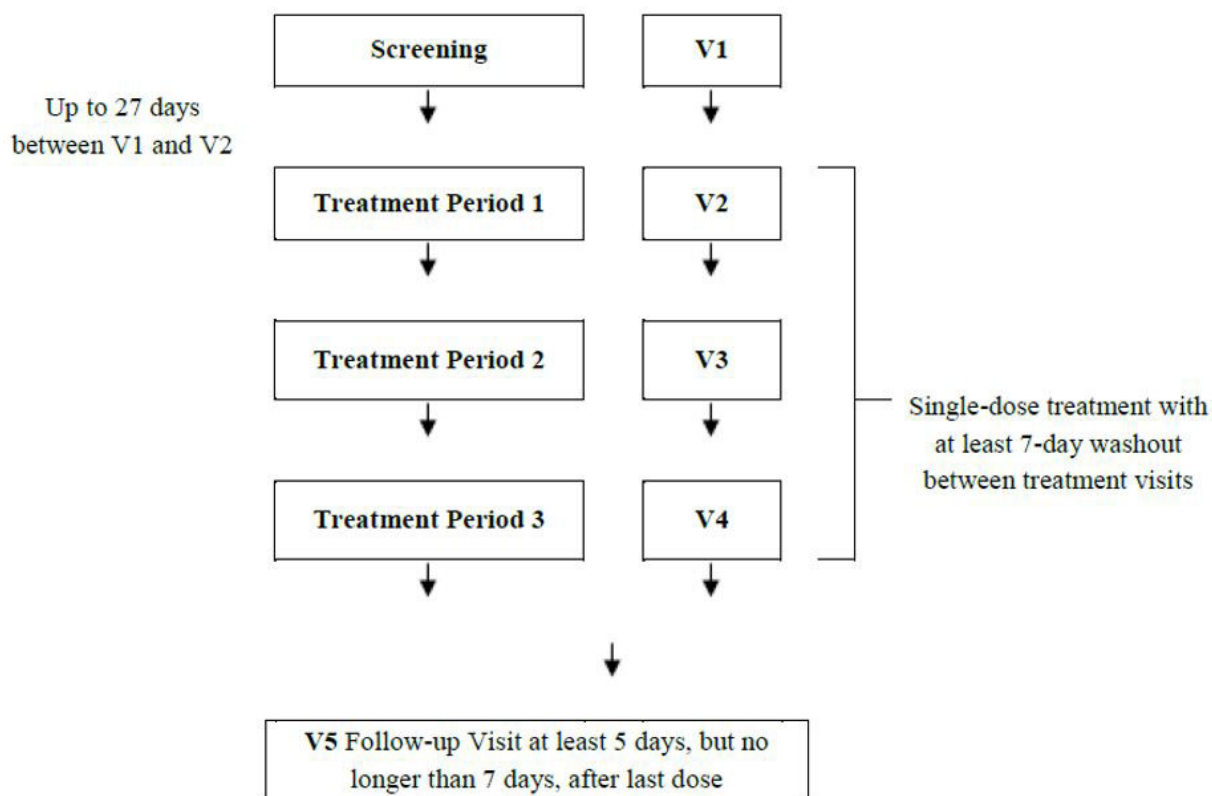 Screening
V1
Up to 27 days
between V1 and V2
Treatment Period 1
V2
Treatment Period 2
V3
Single-dose treatment with
at least 7-day washout
between treatment visits
Treatment Period 3
V4
V5 Follow-up Visit at least 5 days, but no
longer than 7 days, after last dose